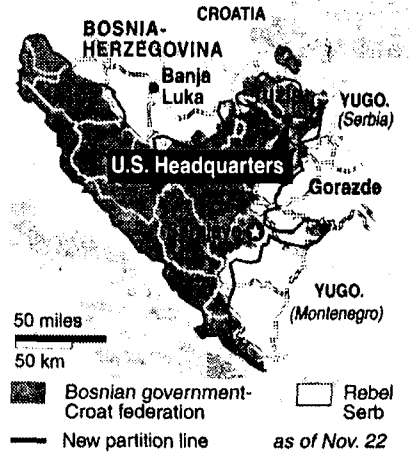 CROATIA
BOSNIA-
HERZEGOVINA
Banja
Luka
YUGO.
(Serbia)
U.S. Headquarters
Gorazde
YUGO.
(Montenegro)
50 miles
50 km
Bosnian government-
Croat federation
Rebel
Serb
New partition line
as of Nov. 22